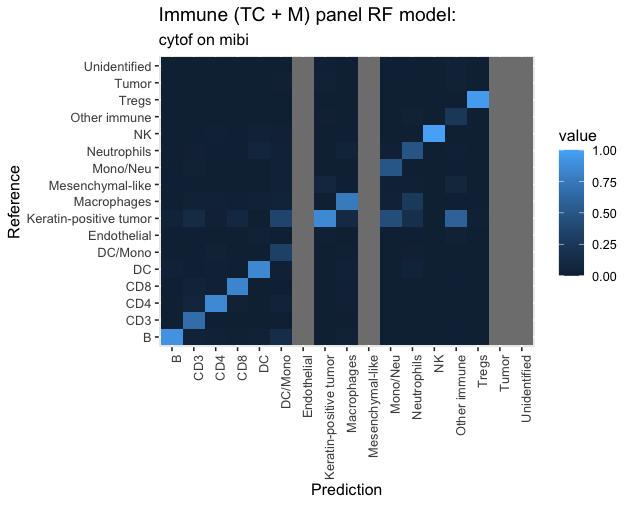 Immune (TC + M) panel RF model:
cytof on mibi
Reference
Unidentified
Tumor
Tregs
Other immune
NK
Neutrophils
Mono/Neu
Mesenchymal-like
Macrophages
Keratin-positive tumor
Endothelial
DC/Mono
DC
CD8
CD4
CD3
B
B
CD3
CD4
CD8
DC
DC/Mono
Endothelial
Keratin-positive tumor
Macrophages
Mesenchymal-like
Mono/Neu
Neutrophils
NK
Other immune
Tregs
Tumor
Unidentified
Prediction
value
1.00
0.75
0.50
0.25
0.00